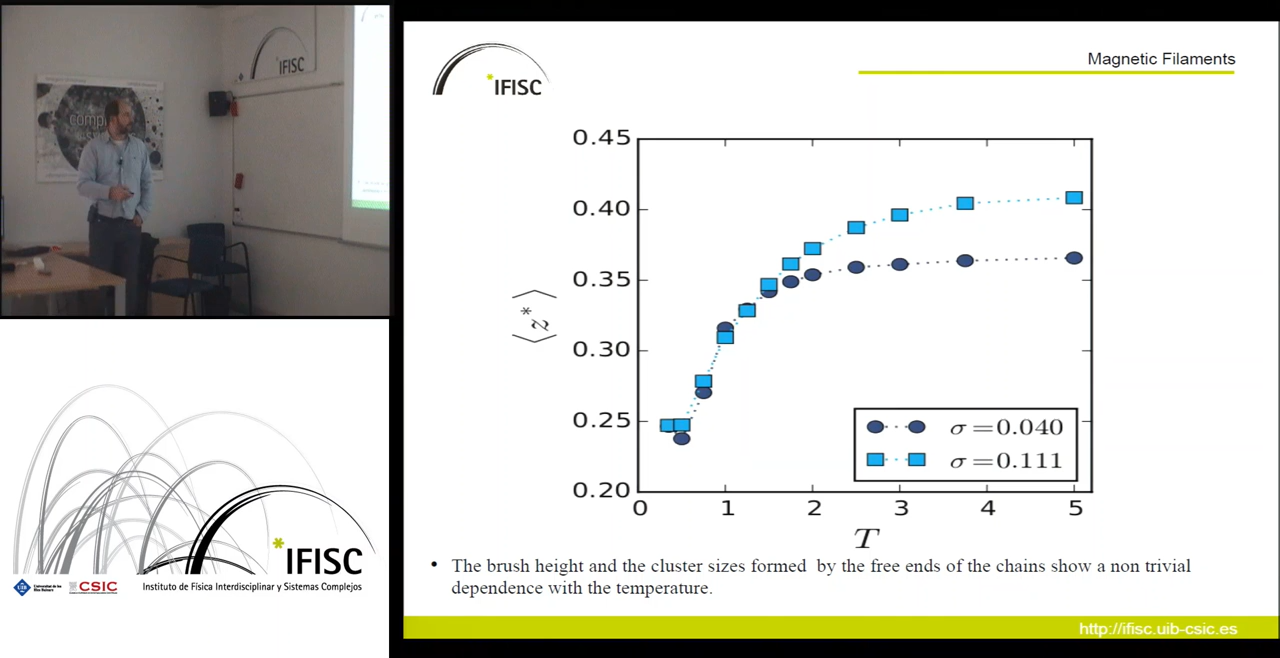 IFISC
comp
IFISC
Magnetic Filaments
0.45
0.40
0.35
0.30
0.25
0.20
⟨z*⟩
0 1 2 3 4 5
T
σ=0.040
σ=0.111
• The brush height and the cluster sizes formed by the free ends of the chains show a non trivial
dependence with the temperature.
http://ifisc.uib-csic.es
IFISC
UIB
CSIC
Instituto de Física Interdisciplinar y Sistemas Complejos